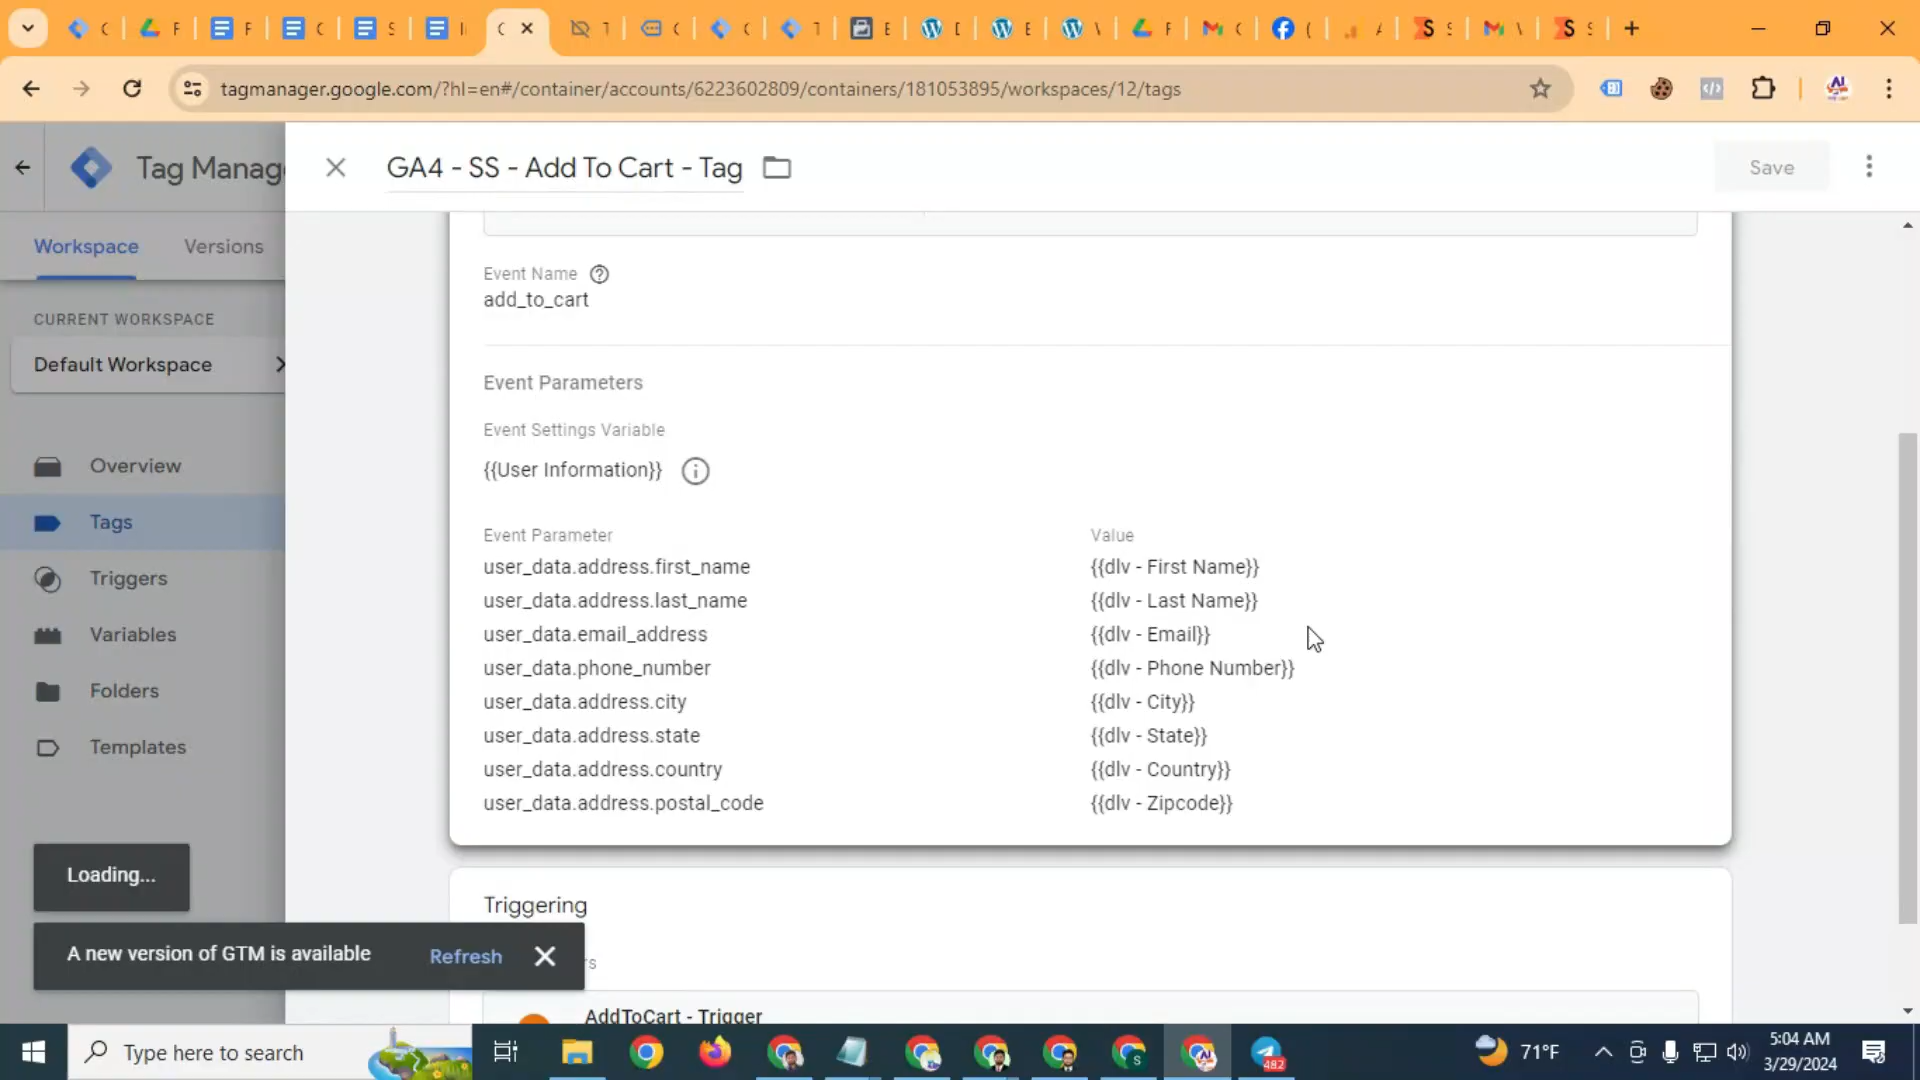 tagmanager.google.com/?hl=en#/container/accounts/6223602809/containers/181053895/workspaces/12/tags
Tag Manag
GA4 - SS - Add To Cart - Tag
Save
Workspace
Versions
CURRENT WORKSPACE
Default Workspace
Overview
Tags
Triggers
Variables
Folders
Templates
Event Name
add_to_cart
Event Parameters
Event Settings Variable
{{User Information}}
Event Parameter Value
user_data.address.first_name {{dlv - First Name}}
user_data.address.last_name {{dlv - Last Name}}
user_data.email_address {{dlv - Email}}
user_data.phone_number {{dlv - Phone Number}}
user_data.address.city {{dlv - City}}
user_data.address.state {{dlv - State}}
user_data.address.country {{dlv - Country}}
user_data.address.postal_code {{dlv - Zipcode}}
Triggering
AddToCart - Trigger
Loading...
A new version of GTM is available Refresh
Type here to search
482
71°F
5:04 AM
3/29/2024